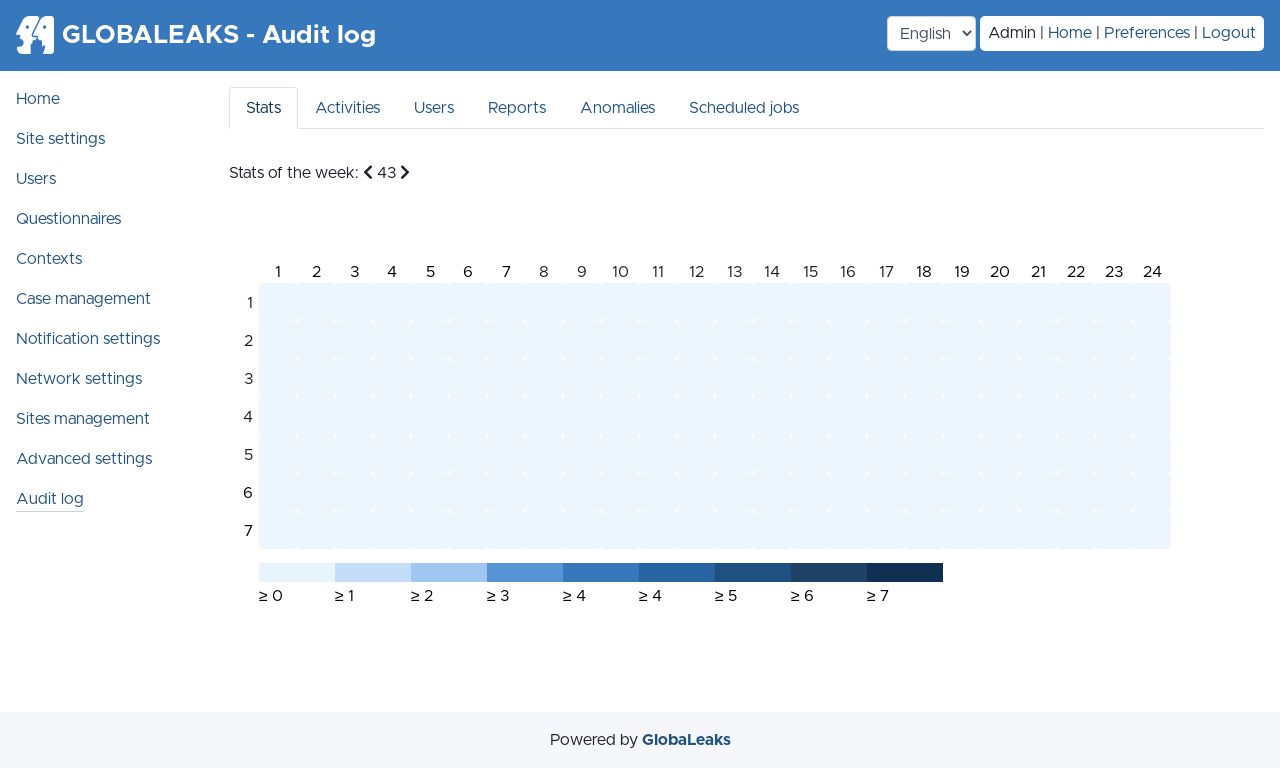 GLOBALEAKS - Audit log
English
Admin | Home | Preferences | Logout
Home
Site settings
Users
Questionnaires
Contexts
Case management
Notification settings
Network settings
Sites management
Advanced settings
Audit log
Stats Activities Users Reports Anomalies Scheduled jobs
Stats of the week: 43
1 2 3 4 5 6 7 8 9 10 11 12 13 14 15 16 17 18 19 20 21 22 23 24
1
2
3
4
5
6
7
≥ 0 ≥ 1 ≥ 2 ≥ 3 ≥ 4 ≥ 4 ≥ 5 ≥ 6 ≥ 7
Powered by GlobaLeaks